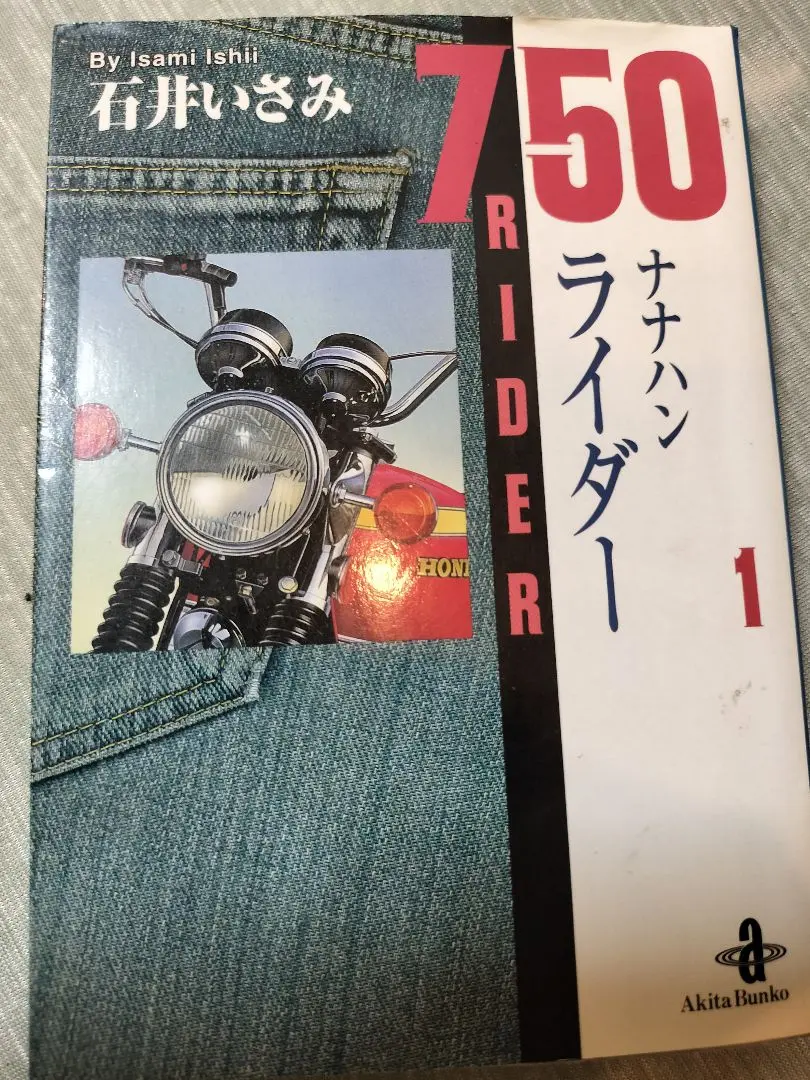 By Isami Ishii
石井いさみ
750
RIDER
ナナハン
ライダー
1
HON
a
Akita Bunko